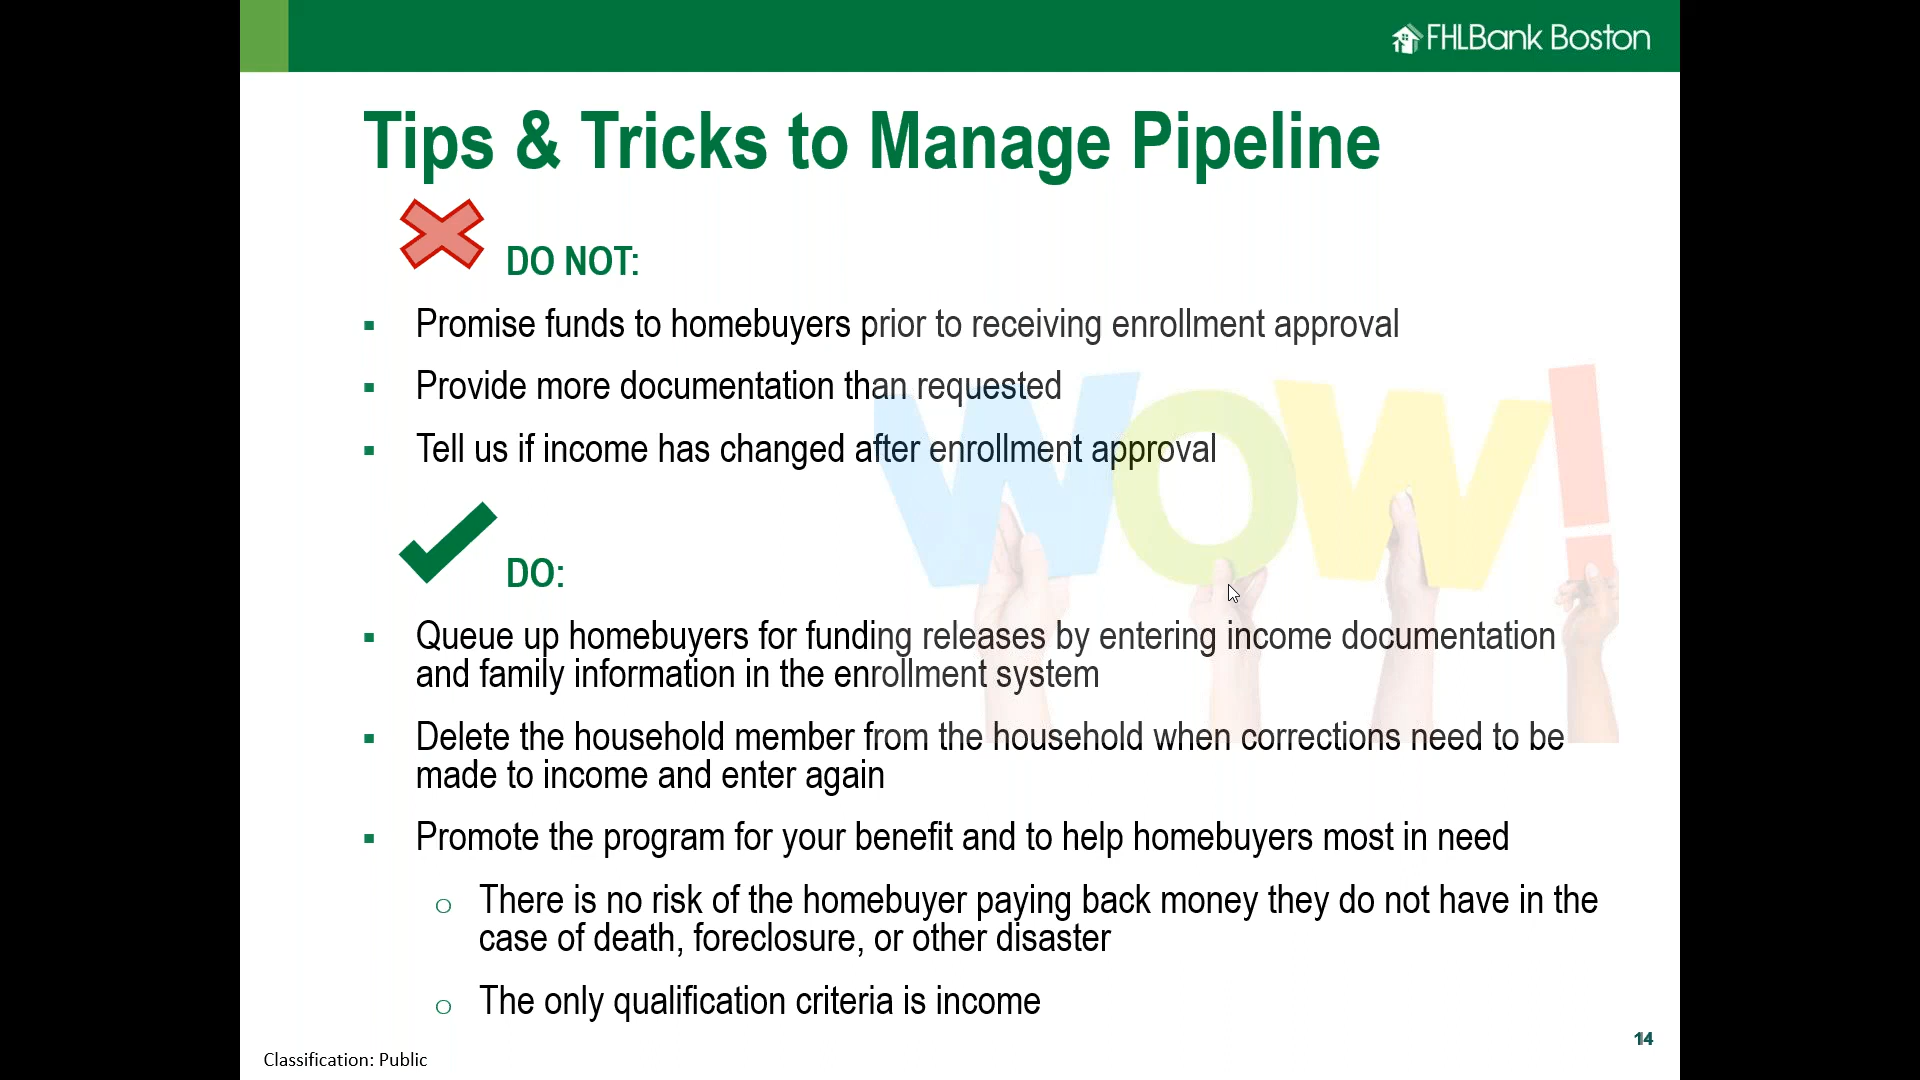 FHLBank Boston
Tips & Tricks to Manage Pipeline
DO NOT:
▪ Promise funds to homebuyers prior to receiving enrollment approval
▪ Provide more documentation than requested
▪ Tell us if income has changed after enrollment approval
wow!
DO:
▪ Queue up homebuyers for funding releases by entering income documentation
and family information in the enrollment system
▪ Delete the household member from the household when corrections need to be
made to income and enter again
▪ Promote the program for your benefit and to help homebuyers most in need
o There is no risk of the homebuyer paying back money they do not have in the
case of death, foreclosure, or other disaster
o The only qualification criteria is income
14
Classification: Public